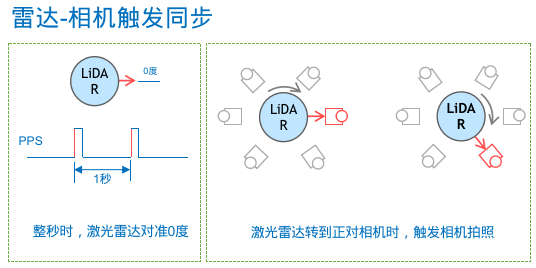 雷达-相机触发同步
LiDA
R
0度
PPS
1秒
整秒时，激光雷达对准0度
LiDA
R
LiDA
R
激光雷达转到正对相机时，触发相机拍照